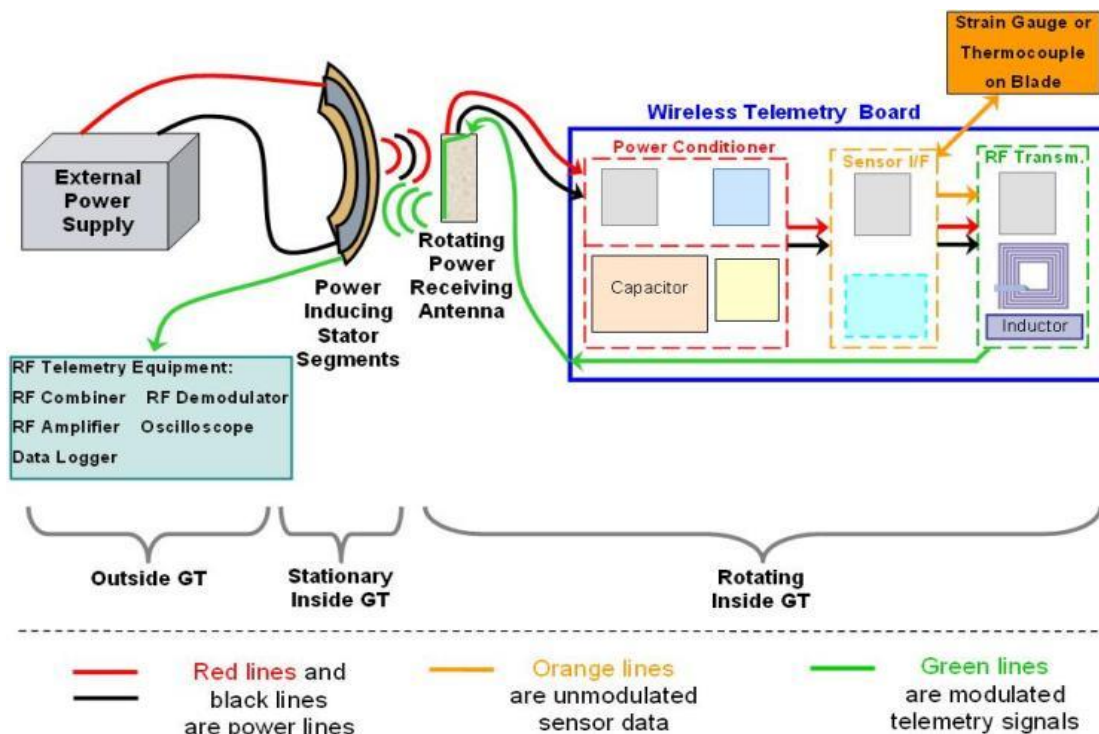 Strain Gauge or
Thermocouple
on Blade
Wireless Telemetry Board
External
Power
Supply
Power
Inducing
Stator
Segments
Rotating
Power
Receiving
Antenna
Power Conditioner
Capacitor
Sensor I/F
RF Transm.
Inductor
RF Telemetry Equipment:
RF Combiner RF Demodulator
RF Amplifier Oscilloscope
Data Logger
Outside GT
Stationary
Inside GT
Rotating
Inside GT
Red lines and
black lines
are power lines
Orange lines
are unmodulated
sensor data
Green lines
are modulated
telemetry signals